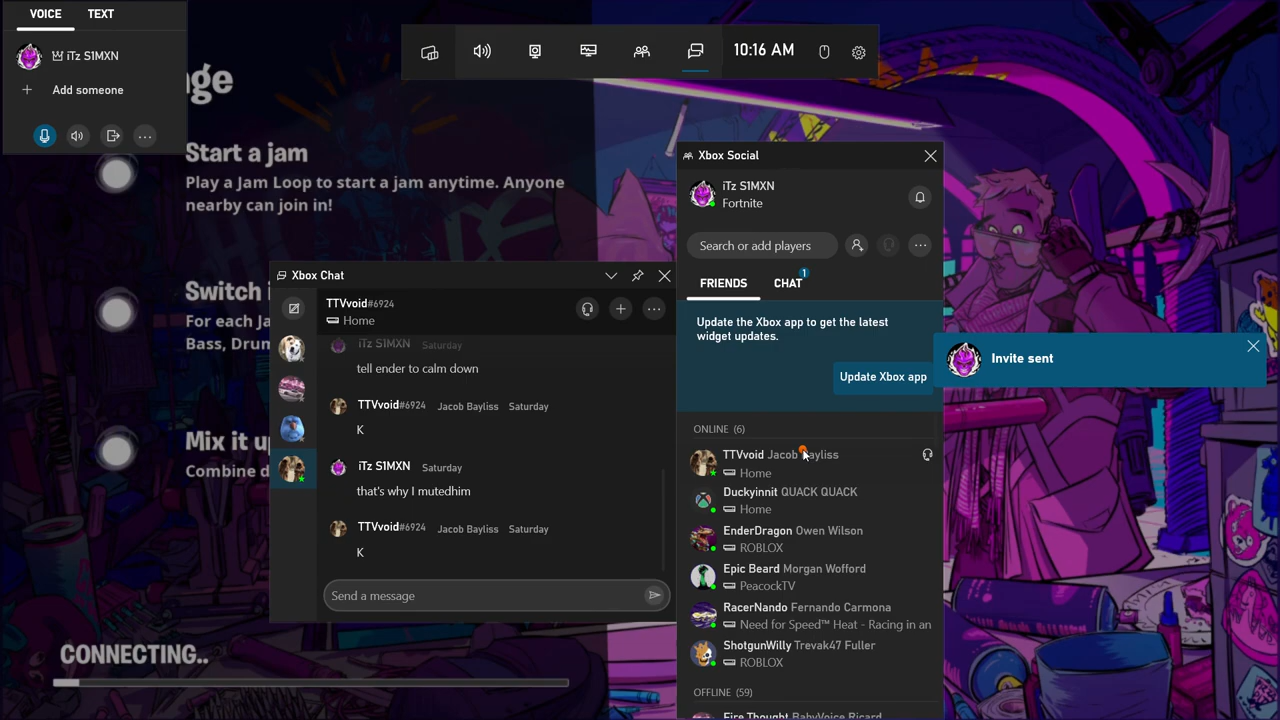 VOICE TEXT
iTz S1MXN
Add someone
10:16 AM
ge
Start a jam
Play a Jam Loop to start a jam anytime. Anyone
nearby can join in!
Switch i
For each Ja
Bass, Drum
Mix it up
Combine d
CONNECTING..
Xbox Chat
TTVvoid#6924
Home
iTz S1MXN Saturday
tell ender to calm down
TTVvoid#6924 Jacob Bayliss Saturday
K
iTz S1MXN Saturday
that's why I mutedhim
TTVvoid#6924 Jacob Bayliss Saturday
K
Send a message
Xbox Social
iTz S1MXN
Fortnite
Search or add players
FRIENDS CHAT 1
Update the Xbox app to get the latest
widget updates.
Update Xbox app
Invite sent
ONLINE (6)
TTVvoid Jacob Bayliss
Home
Duckyinnit QUACK QUACK
Home
EnderDragon Owen Wilson
ROBLOX
Epic Beard Morgan Wofford
PeacockTV
RacerNando Fernando Carmona
Need for Speed™ Heat - Racing in an
ShotgunWilly Trevak47 Fuller
ROBLOX
OFFLINE (59)
Fire Thought BabyVoice Ricard